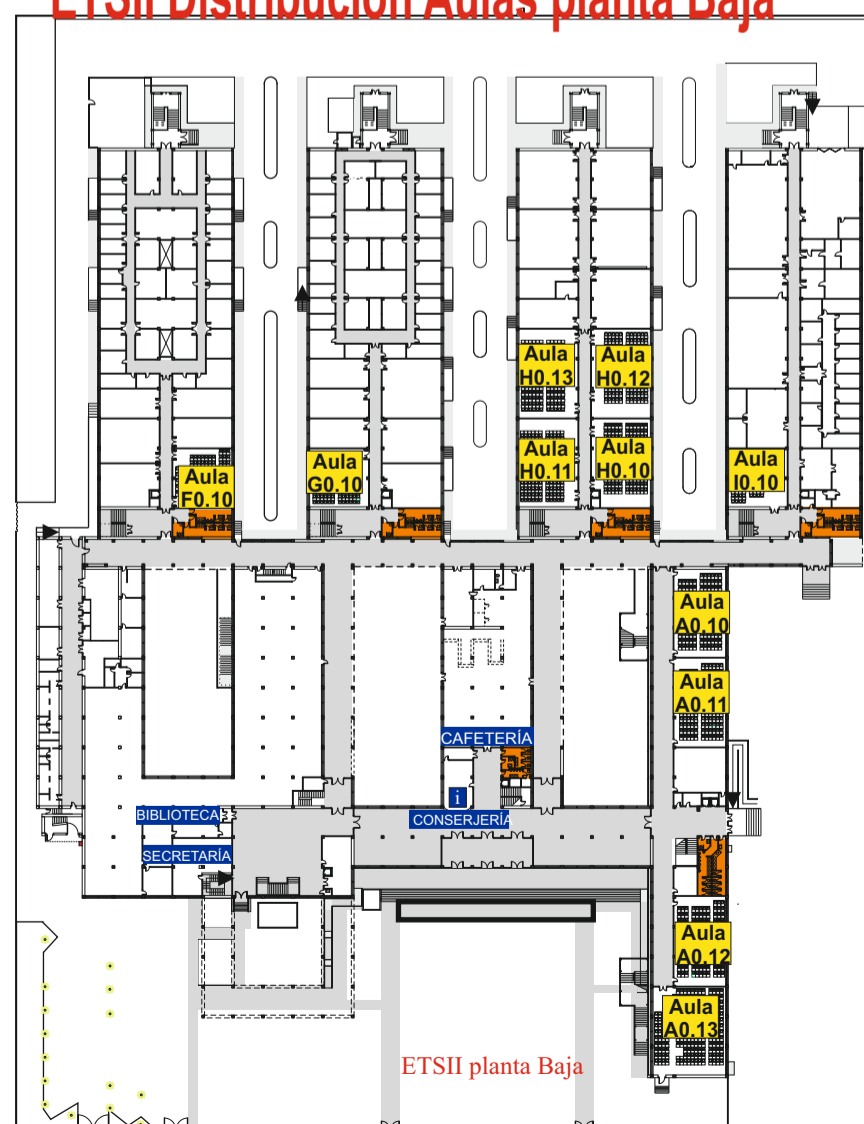 ETSII Distribución Aulas planta Baja
Aula
H0.13
Aula
H0.12
Aula
H0.11
Aula
H0.10
Aula
F0.10
Aula
G0.10
Aula
I0.10
Aula
A0.10
Aula
A0.11
CAFETERÍA
i
BIBLIOTECA
CONSERJERÍA
SECRETARÍA
Aula
A0.12
Aula
A0.13
ETSII planta Baja